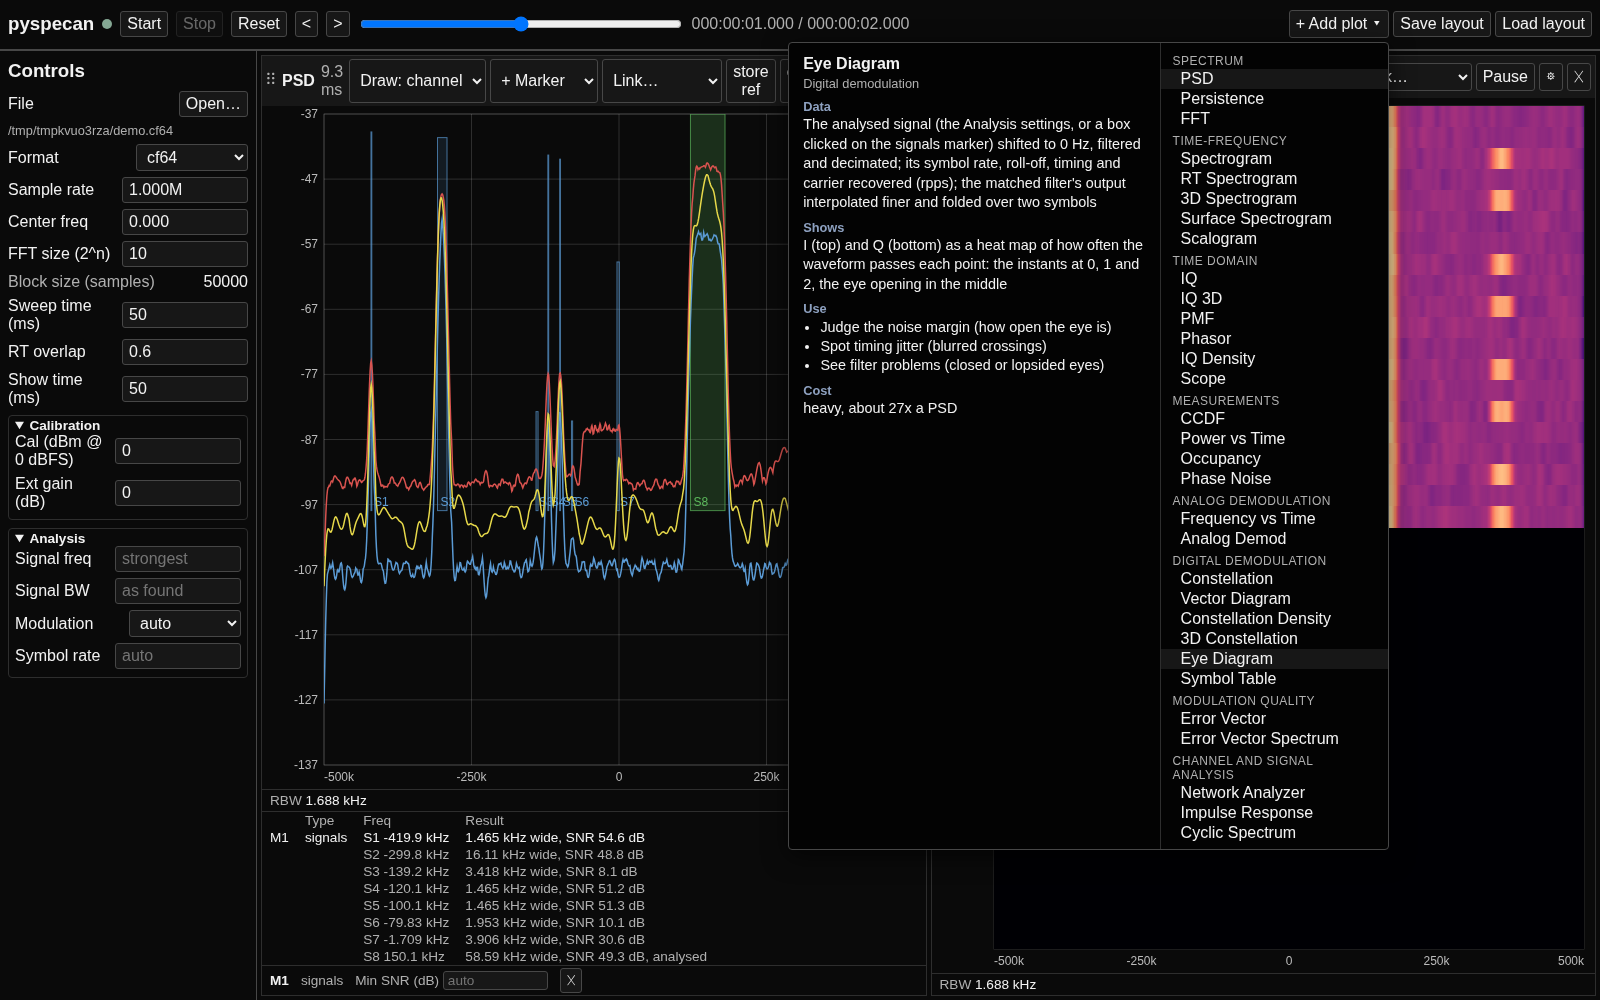 pyspecan Start Stop Reset < > 000:00:01.000 / 000:00:02.000 + Add plot ▾ Save layout Load layout
Controls
File Open…
/tmp/tmpkvuo3rza/demo.cf64
Format cf64
Sample rate 1.000M
Center freq 0.000
FFT size (2^n) 10
Block size (samples) 50000
Sweep time (ms) 50
RT overlap 0.6
Show time (ms) 50
▼ Calibration
Cal (dBm @ 0 dBFS) 0
Ext gain (dB) 0
▼ Analysis
Signal freq strongest
Signal BW as found
Modulation auto
Symbol rate auto
PSD 9.3 ms Draw: channel + Marker Link… store ref
-37
-47
-57
-67
-77
-87
-97
-107
-117
-127
-137
S1 S6 S7 S8
-500k -250k 0 250k
RBW 1.688 kHz
Type Freq Result
M1 signals S1 -419.9 kHz 1.465 kHz wide, SNR 54.6 dB
S2 -299.8 kHz 16.11 kHz wide, SNR 48.8 dB
S3 -139.2 kHz 3.418 kHz wide, SNR 8.1 dB
S4 -120.1 kHz 1.465 kHz wide, SNR 51.2 dB
S5 -100.1 kHz 1.465 kHz wide, SNR 51.3 dB
S6 -79.83 kHz 1.953 kHz wide, SNR 10.1 dB
S7 -1.709 kHz 3.906 kHz wide, SNR 30.6 dB
S8 150.1 kHz 58.59 kHz wide, SNR 49.3 dB, analysed
M1 signals Min SNR (dB) auto X
Eye Diagram
Digital demodulation
Data
The analysed signal (the Analysis settings, or a box
clicked on the signals marker) shifted to 0 Hz, filtered
and decimated; its symbol rate, roll-off, timing and
carrier recovered (rpps); the matched filter's output
interpolated finer and folded over two symbols
Shows
I (top) and Q (bottom) as a heat map of how often the
waveform passes each point: the instants at 0, 1 and
2, the eye opening in the middle
Use
• Judge the noise margin (how open the eye is)
• Spot timing jitter (blurred crossings)
• See filter problems (closed or lopsided eyes)
Cost
heavy, about 27x a PSD
SPECTRUM
PSD
Persistence
FFT
TIME-FREQUENCY
Spectrogram
RT Spectrogram
3D Spectrogram
Surface Spectrogram
Scalogram
TIME DOMAIN
IQ
IQ 3D
PMF
Phasor
IQ Density
Scope
MEASUREMENTS
CCDF
Power vs Time
Occupancy
Phase Noise
ANALOG DEMODULATION
Frequency vs Time
Analog Demod
DIGITAL DEMODULATION
Constellation
Vector Diagram
Constellation Density
3D Constellation
Eye Diagram
Symbol Table
MODULATION QUALITY
Error Vector
Error Vector Spectrum
CHANNEL AND SIGNAL
ANALYSIS
Network Analyzer
Impulse Response
Cyclic Spectrum
k… Pause ⚙ X
-500k -250k 0 250k 500k
RBW 1.688 kHz